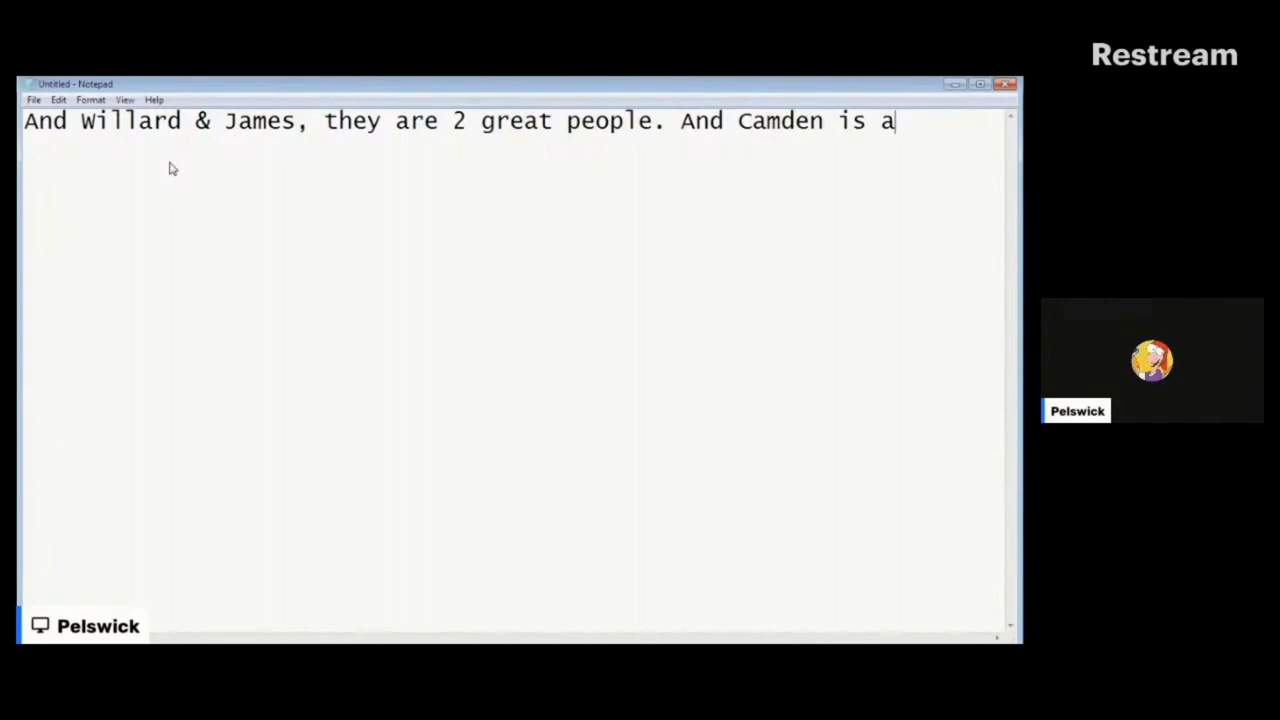 Restream
Untitled - Notepad
File Edit Format View Help
And Willard & James, they are 2 great people. And Camden is a
Pelswick
Pelswick